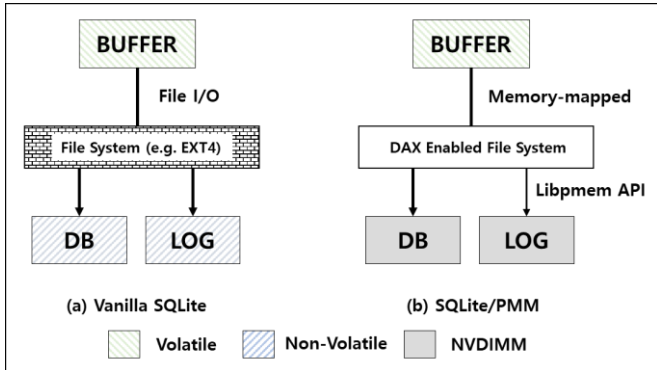 BUFFER
File I/O
File System (e.g. EXT4)
DB
LOG
(a) Vanilla SQLite
BUFFER
Memory-mapped
DAX Enabled File System
Libpmem API
DB
LOG
(b) SQLite/PMM
Volatile
Non-Volatile
NVDIMM